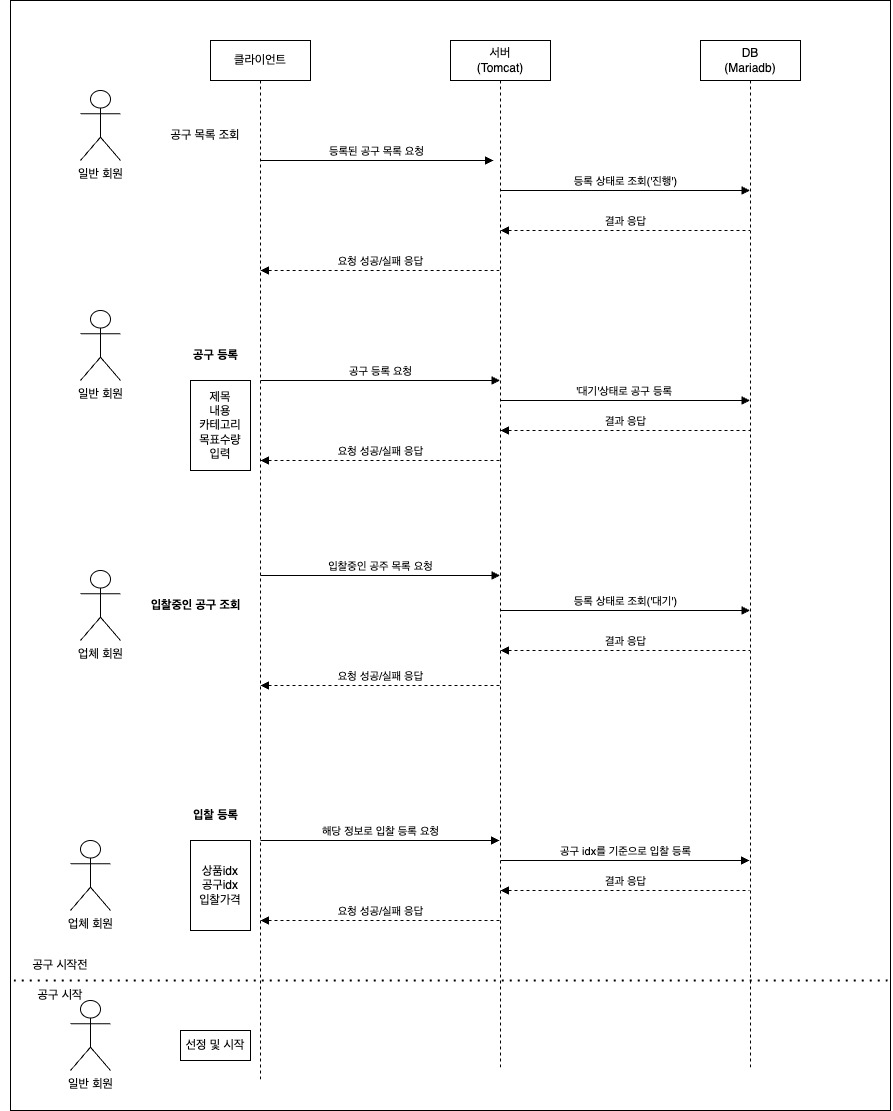 클라이언트
서버
(Tomcat)
DB
(Mariadb)
일반 회원
공구 목록 조회
등록된 공구 목록 요청
등록 상태로 조회('진행')
결과 응답
요청 성공/실패 응답
일반 회원
공구 등록
제목
내용
카테고리
목표수량
입력
공구 등록 요청
'대기'상태로 공구 등록
결과 응답
요청 성공/실패 응답
업체 회원
입찰중인 공구 조회
입찰중인 공주 목록 요청
등록 상태로 조회('대기')
결과 응답
요청 성공/실패 응답
입찰 등록
업체 회원
상품idx
공구idx
입찰가격
해당 정보로 입찰 등록 요청
공구 idx를 기준으로 입찰 등록
결과 응답
요청 성공/실패 응답
공구 시작전
공구 시작
일반 회원
선정 및 시작